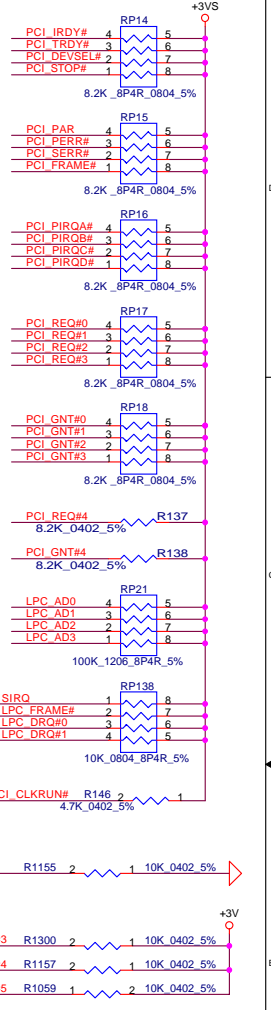 +3VS
RP14
PCI_IRDY# 4 5
PCI_TRDY# 3 6
PCI_DEVSEL# 2 7
PCI_STOP# 1 8
8.2K _8P4R_0804_5%
RP15
PCI_PAR 4 5
PCI_PERR# 3 6
PCI_SERR# 2 7
PCI_FRAME# 1 8
8.2K _8P4R_0804_5%
RP16
PCI_PIRQA# 4 5
PCI_PIRQB# 3 6
PCI_PIRQC# 2 7
PCI_PIRQD# 1 8
8.2K _8P4R_0804_5%
RP17
PCI_REQ#0 4 5
PCI_REQ#1 3 6
PCI_REQ#2 2 7
PCI_REQ#3 1 8
8.2K _8P4R_0804_5%
RP18
PCI_GNT#0 4 5
PCI_GNT#1 3 6
PCI_GNT#2 2 7
PCI_GNT#3 1 8
8.2K _8P4R_0804_5%
PCI_REQ#4 R137
8.2K_0402_5%
PCI_GNT#4 R138
8.2K_0402_5%
RP21
LPC_AD0 4 5
LPC_AD1 3 6
LPC_AD2 2 7
LPC_AD3 1 8
100K_1206_8P4R_5%
RP138
SIRQ 1 8
LPC_FRAME# 2 7
LPC_DRQ#0 3 6
LPC_DRQ#1 4 5
10K_0804_8P4R_5%
CI_CLKRUN# R146 2 1
4.7K_0402_5%
R1155 2 1 10K_0402_5%
+3V
3 R1300 2 1 10K_0402_5%
4 R1157 2 1 10K_0402_5%
5 R1059 1 2 10K_0402_5%